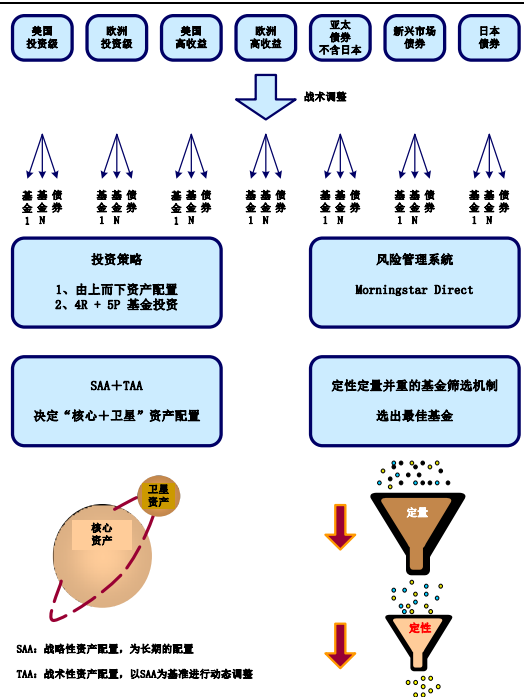 美国
投资级
欧洲
投资级
美国
高收益
欧洲
高收益
亚太
债券
不含日本
新兴市场
债券
日本
债券
战术调整
基金1 基金N 债券
基金1 基金N 债券
基金1 基金N 债券
基金1 基金N 债券
基金1 基金N 债券
基金1 基金N 债券
基金1 基金N 债券
投资策略
1、由上而下资产配置
2、4R + 5P 基金投资
风险管理系统
Morningstar Direct
SAA＋TAA
决定“核心＋卫星”资产配置
定性定量并重的基金筛选机制
选出最佳基金
卫星
资产
核心
资产
定量
定性
SAA：战略性资产配置，为长期的配置
TAA：战术性资产配置，以SAA为基准进行动态调整